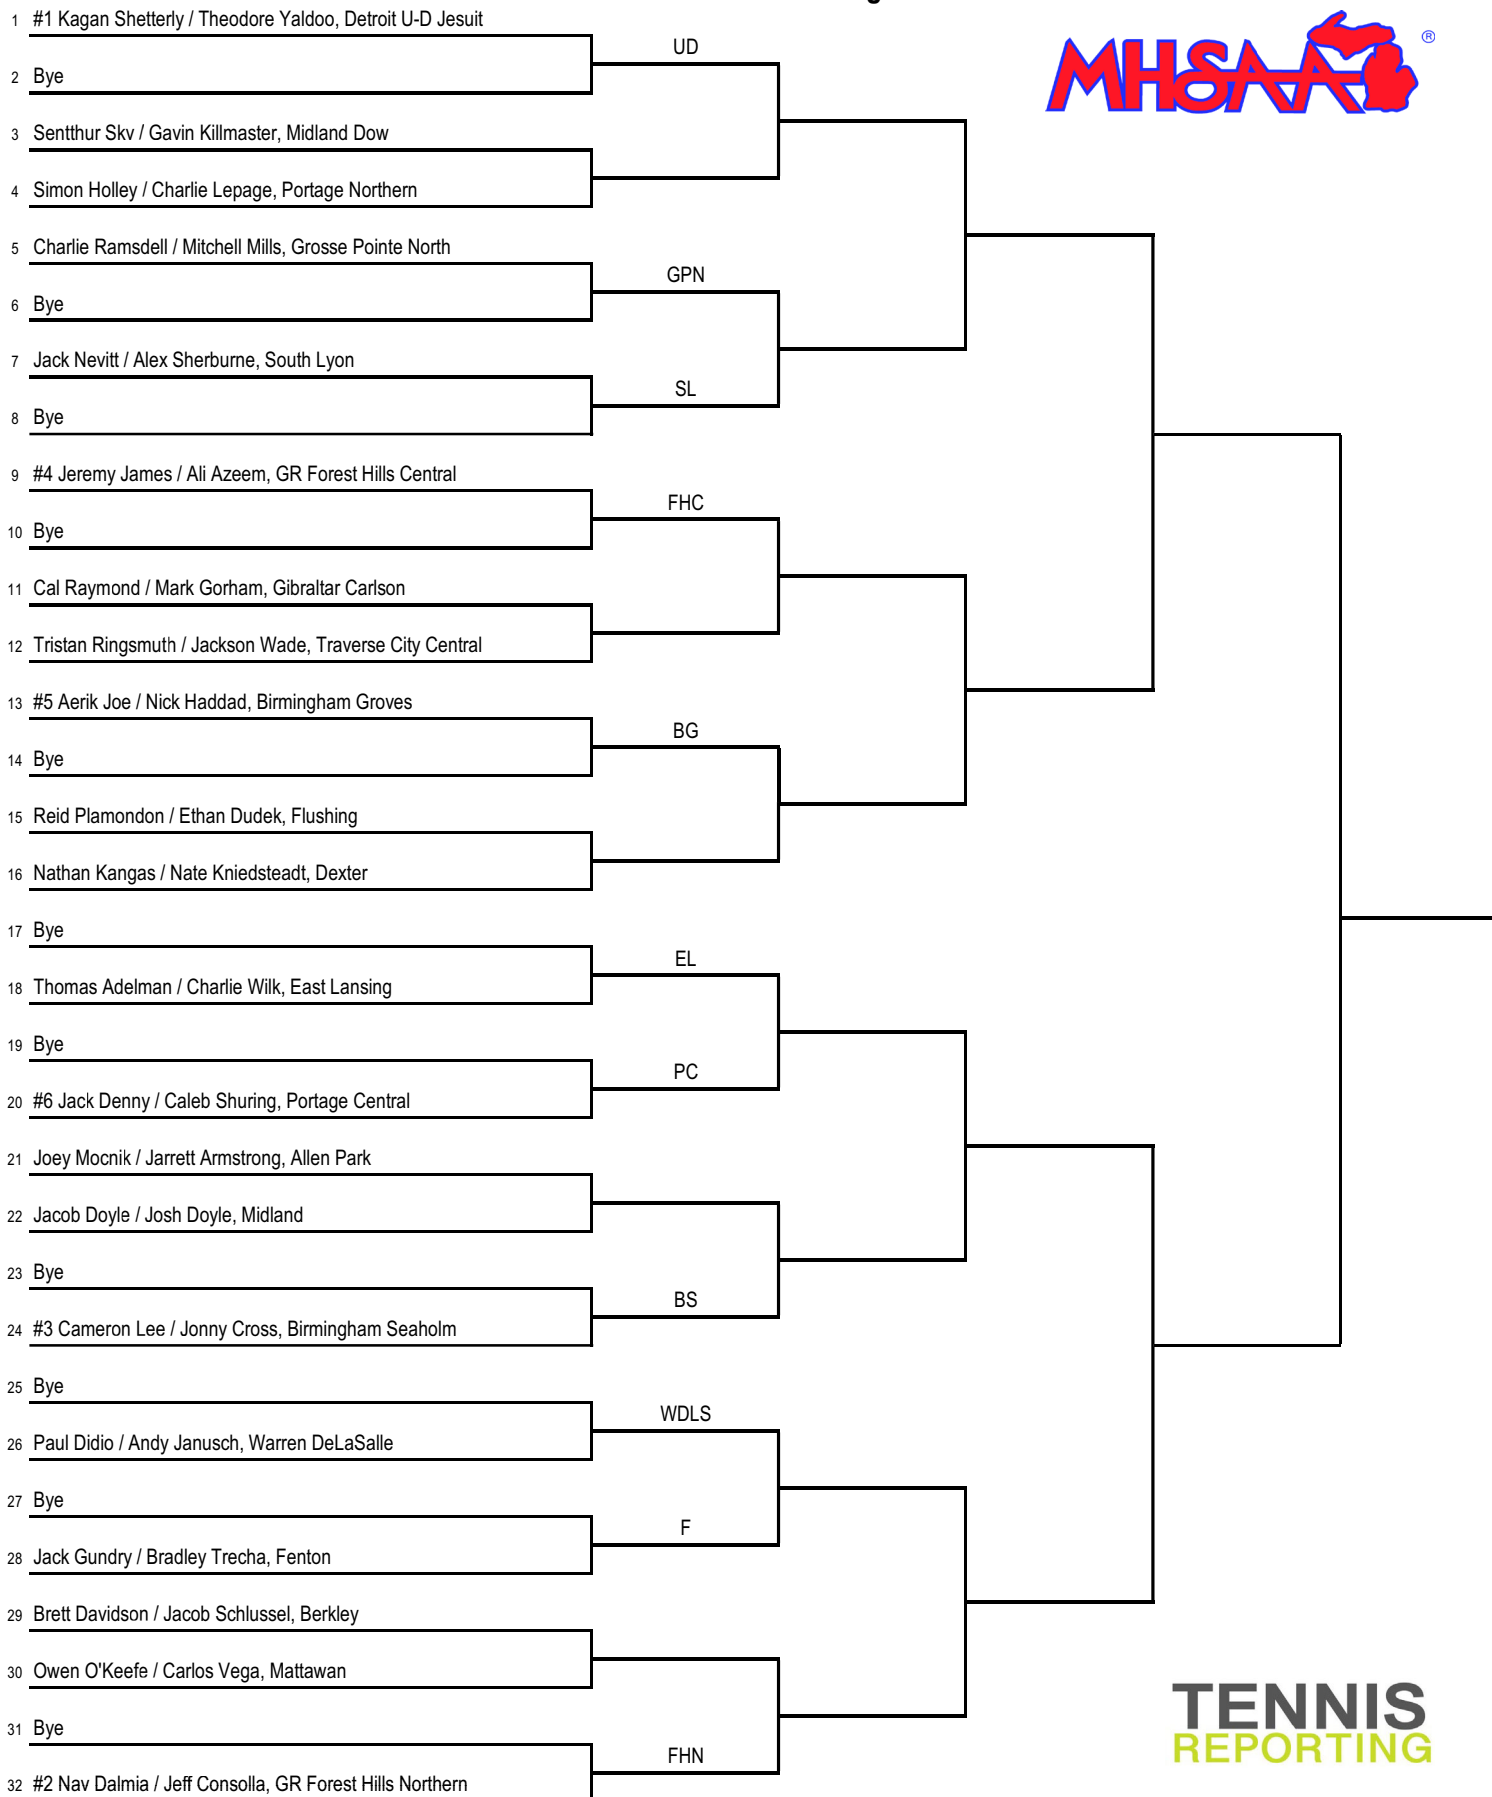 1 #1 Kagan Shetterly / Theodore Yaldoo, Detroit U-D Jesuit
UD
2 Bye
3 Sentthur Skv / Gavin Killmaster, Midland Dow
4 Simon Holley / Charlie Lepage, Portage Northern
5 Charlie Ramsdell / Mitchell Mills, Grosse Pointe North
GPN
6 Bye
7 Jack Nevitt / Alex Sherburne, South Lyon
SL
8 Bye
9 #4 Jeremy James / Ali Azeem, GR Forest Hills Central
FHC
10 Bye
11 Cal Raymond / Mark Gorham, Gibraltar Carlson
12 Tristan Ringsmuth / Jackson Wade, Traverse City Central
13 #5 Aerik Joe / Nick Haddad, Birmingham Groves
BG
14 Bye
15 Reid Plamondon / Ethan Dudek, Flushing
16 Nathan Kangas / Nate Kniedsteadt, Dexter
17 Bye
EL
18 Thomas Adelman / Charlie Wilk, East Lansing
19 Bye
PC
20 #6 Jack Denny / Caleb Shuring, Portage Central
21 Joey Mocnik / Jarrett Armstrong, Allen Park
22 Jacob Doyle / Josh Doyle, Midland
23 Bye
BS
24 #3 Cameron Lee / Jonny Cross, Birmingham Seaholm
25 Bye
WDLS
26 Paul Didio / Andy Janusch, Warren DeLaSalle
27 Bye
F
28 Jack Gundry / Bradley Trecha, Fenton
29 Brett Davidson / Jacob Schlussel, Berkley
30 Owen O'Keefe / Carlos Vega, Mattawan
31 Bye
FHN
32 #2 Nav Dalmia / Jeff Consolla, GR Forest Hills Northern
MHSAA ®
TENNIS
REPORTING